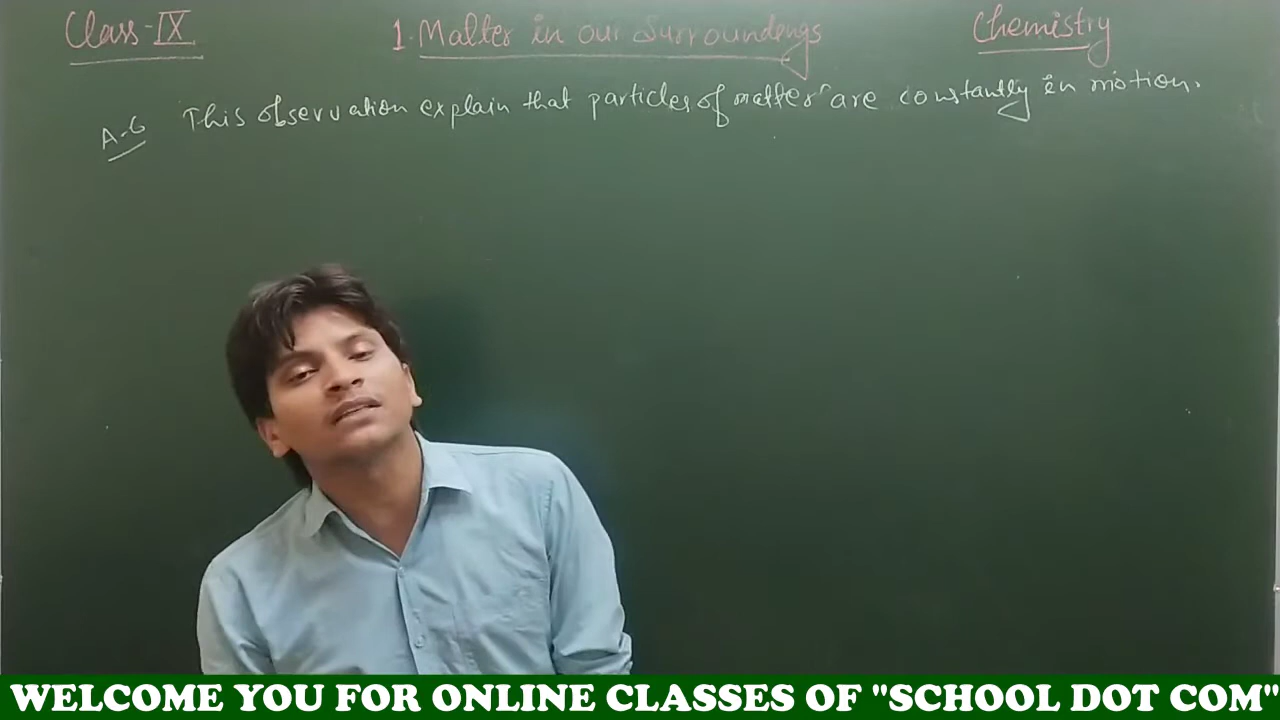 Class-IX
1. Matter in our Surroundings
Chemistry
A-6 This observation explain that particles of matter are constantly in motion.
WELCOME YOU FOR ONLINE CLASSES OF "SCHOOL DOT COM"